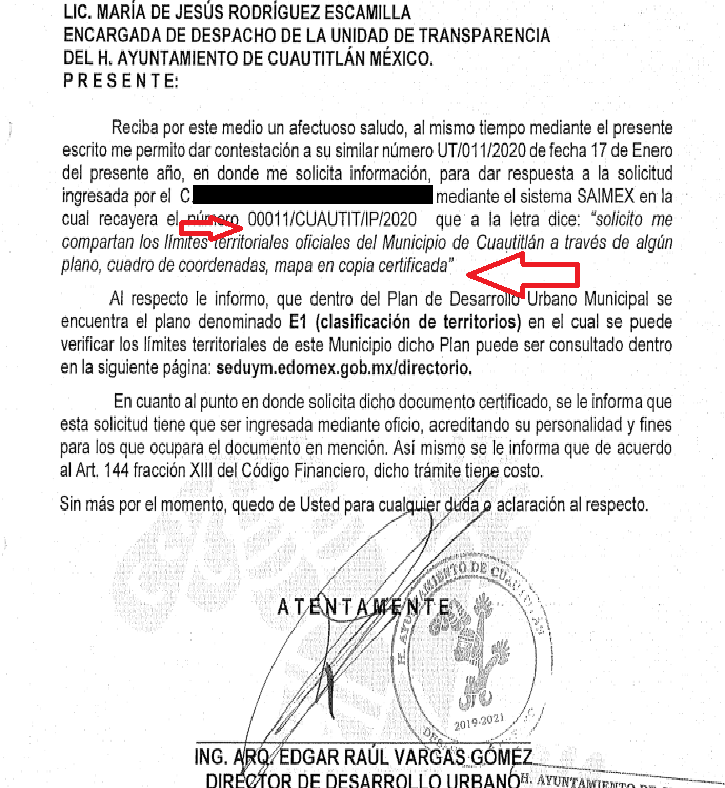 LIC. MARÍA DE JESÚS RODRÍGUEZ ESCAMILLA
ENCARGADA DE DESPACHO DE LA UNIDAD DE TRANSPARENCIA
DEL H. AYUNTAMIENTO DE CUAUTITLÁN MÉXICO.
P R E S E N T E:
Reciba por este medio un afectuoso saludo, al mismo tiempo mediante el presente
escrito me permito dar contestación a su similar número UT/011/2020 de fecha 17 de Enero
del presente año, en donde me solicita información, para dar respuesta a la solicitud
ingresada por el C. mediante el sistema SAIMEX en la
cual recayera el número 00011/CUAUTIT/IP/2020 que a la letra dice: "solicito me
compartan los límites territoriales oficiales del Municipio de Cuautitlán a través de algún
plano, cuadro de coordenadas, mapa en copia certificada"
Al respecto le informo, que dentro del Plan de Desarrollo Urbano Municipal se
encuentra el plano denominado E1 (clasificación de territorios) en el cual se puede
verificar los límites territoriales de este Municipio dicho Plan puede ser consultado dentro
en la siguiente página: seduym.edomex.gob.mx/directorio.
En cuanto al punto en donde solicita dicho documento certificado, se le informa que
esta solicitud tiene que ser ingresada mediante oficio, acreditando su personalidad y fines
para los que ocupara el documento en mención. Así mismo se le informa que de acuerdo
al Art. 144 fracción XIII del Código Financiero, dicho trámite tiene costo.
Sin más por el momento, quedo de Usted para cualquier duda o aclaración al respecto.
A T E N T A M E N T E
H. AYUNTAMIENTO DE CUAUTITLÁN
2019-2021
ING. ARQ. EDGAR RAÚL VARGAS GÓMEZ
DIRECTOR DE DESARROLLO URBANO
H. AYUNTAMIENTO